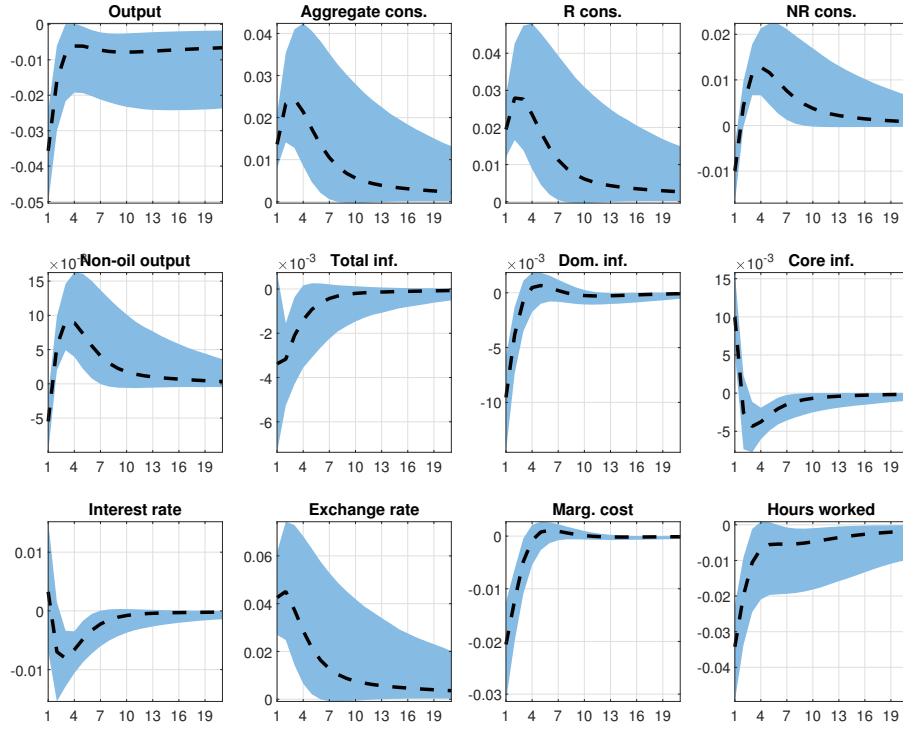 Output
Aggregate cons.
R cons.
NR cons.
0
-0.01
-0.02
-0.03
-0.04
-0.05
1 4 7 10 13 16 19
0.04
0.03
0.02
0.01
0
1 4 7 10 13 16 19
0.04
0.03
0.02
0.01
0
1 4 7 10 13 16 19
0.02
0.01
0
-0.01
1 4 7 10 13 16 19
Non-oil output
Total inf.
Dom. inf.
Core inf.
15
10
5
0
-5
1 4 7 10 13 16 19
×10⁻³
0
-2
-4
-6
1 4 7 10 13 16 19
×10⁻³
0
-5
-10
1 4 7 10 13 16 19
×10⁻³
15
10
5
0
-5
1 4 7 10 13 16 19
Interest rate
Exchange rate
Marg. cost
Hours worked
0.01
0
-0.01
1 4 7 10 13 16 19
0.06
0.04
0.02
0
1 4 7 10 13 16 19
0
-0.01
-0.02
-0.03
1 4 7 10 13 16 19
0
-0.01
-0.02
-0.03
-0.04
1 4 7 10 13 16 19